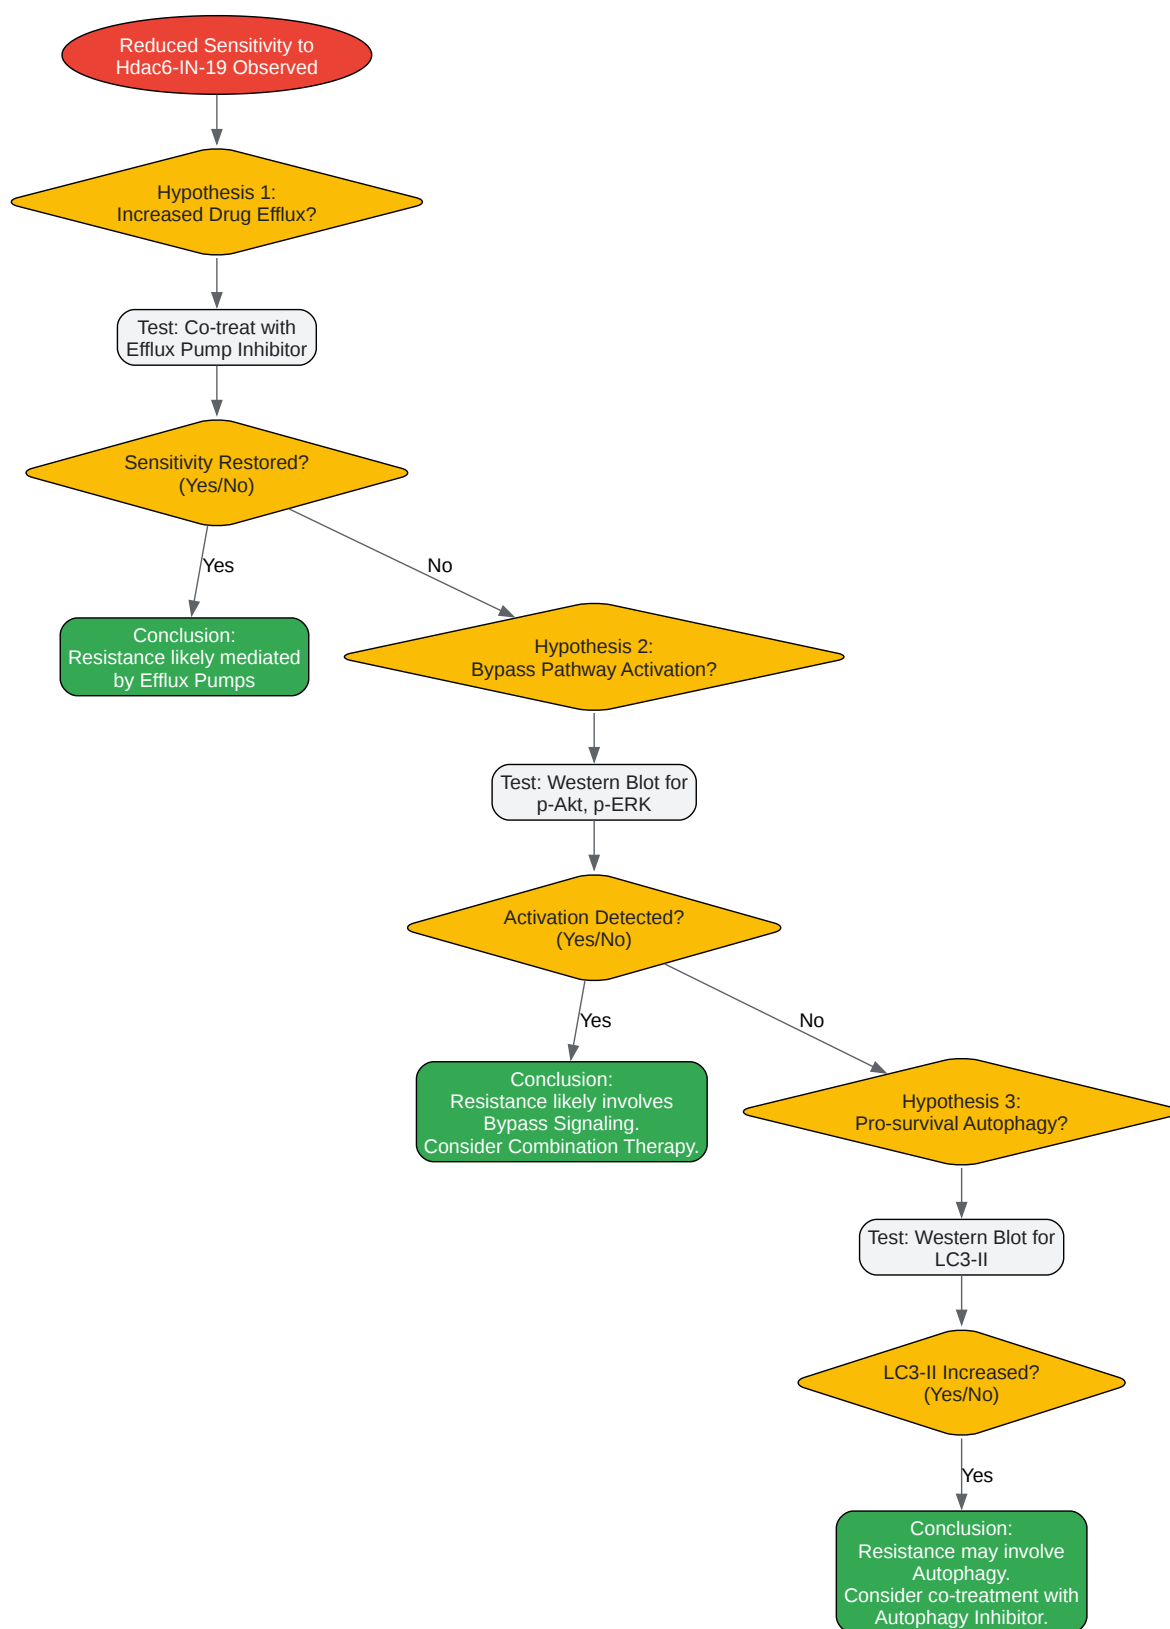 Reduced Sensitivity to
Hdac6-IN-19 Observed
Hypothesis 1:
Increased Drug Efflux?
Test: Co-treat with
Efflux Pump Inhibitor
Sensitivity Restored?
(Yes/No)
Yes
No
Conclusion:
Resistance likely mediated
by Efflux Pumps
Hypothesis 2:
Bypass Pathway Activation?
Test: Western Blot for
p-Akt, p-ERK
Activation Detected?
(Yes/No)
Yes
No
Conclusion:
Resistance likely involves
Bypass Signaling.
Consider Combination Therapy.
Hypothesis 3:
Pro-survival Autophagy?
Test: Western Blot for
LC3-II
LC3-II Increased?
(Yes/No)
Yes
Conclusion:
Resistance may involve
Autophagy.
Consider co-treatment with
Autophagy Inhibitor.